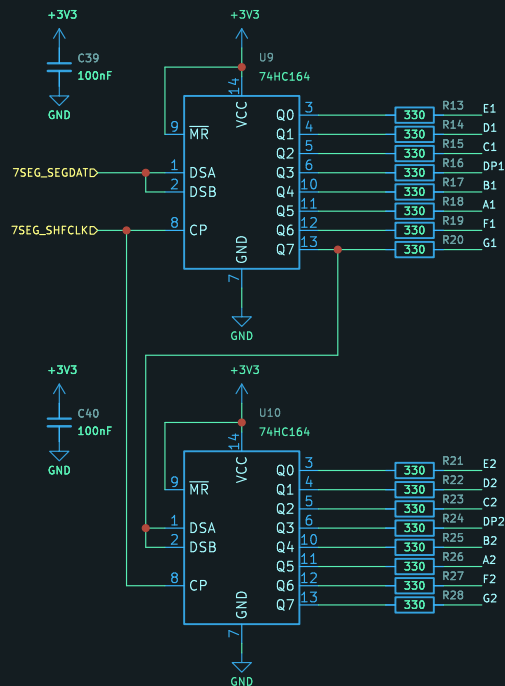 +3V3 +3V3
C39
100nF
GND
U9
74HC164
14
VCC
9 MR
7SEG_SEGDAT 1 DSA
2 DSB
7SEG_SHFCLK 8 CP
GND
7
GND
Q0 3 330 R13 E1
Q1 4 330 R14 D1
Q2 5 330 R15 C1
Q3 6 330 R16 DP1
Q4 10 330 R17 B1
Q5 11 330 R18 A1
Q6 12 330 R19 F1
Q7 13 330 R20 G1
+3V3 +3V3
C40
100nF
GND
U10
74HC164
14
VCC
9 MR
1 DSA
2 DSB
8 CP
GND
7
GND
Q0 3 330 R21 E2
Q1 4 330 R22 D2
Q2 5 330 R23 C2
Q3 6 330 R24 DP2
Q4 10 330 R25 B2
Q5 11 330 R26 A2
Q6 12 330 R27 F2
Q7 13 330 R28 G2